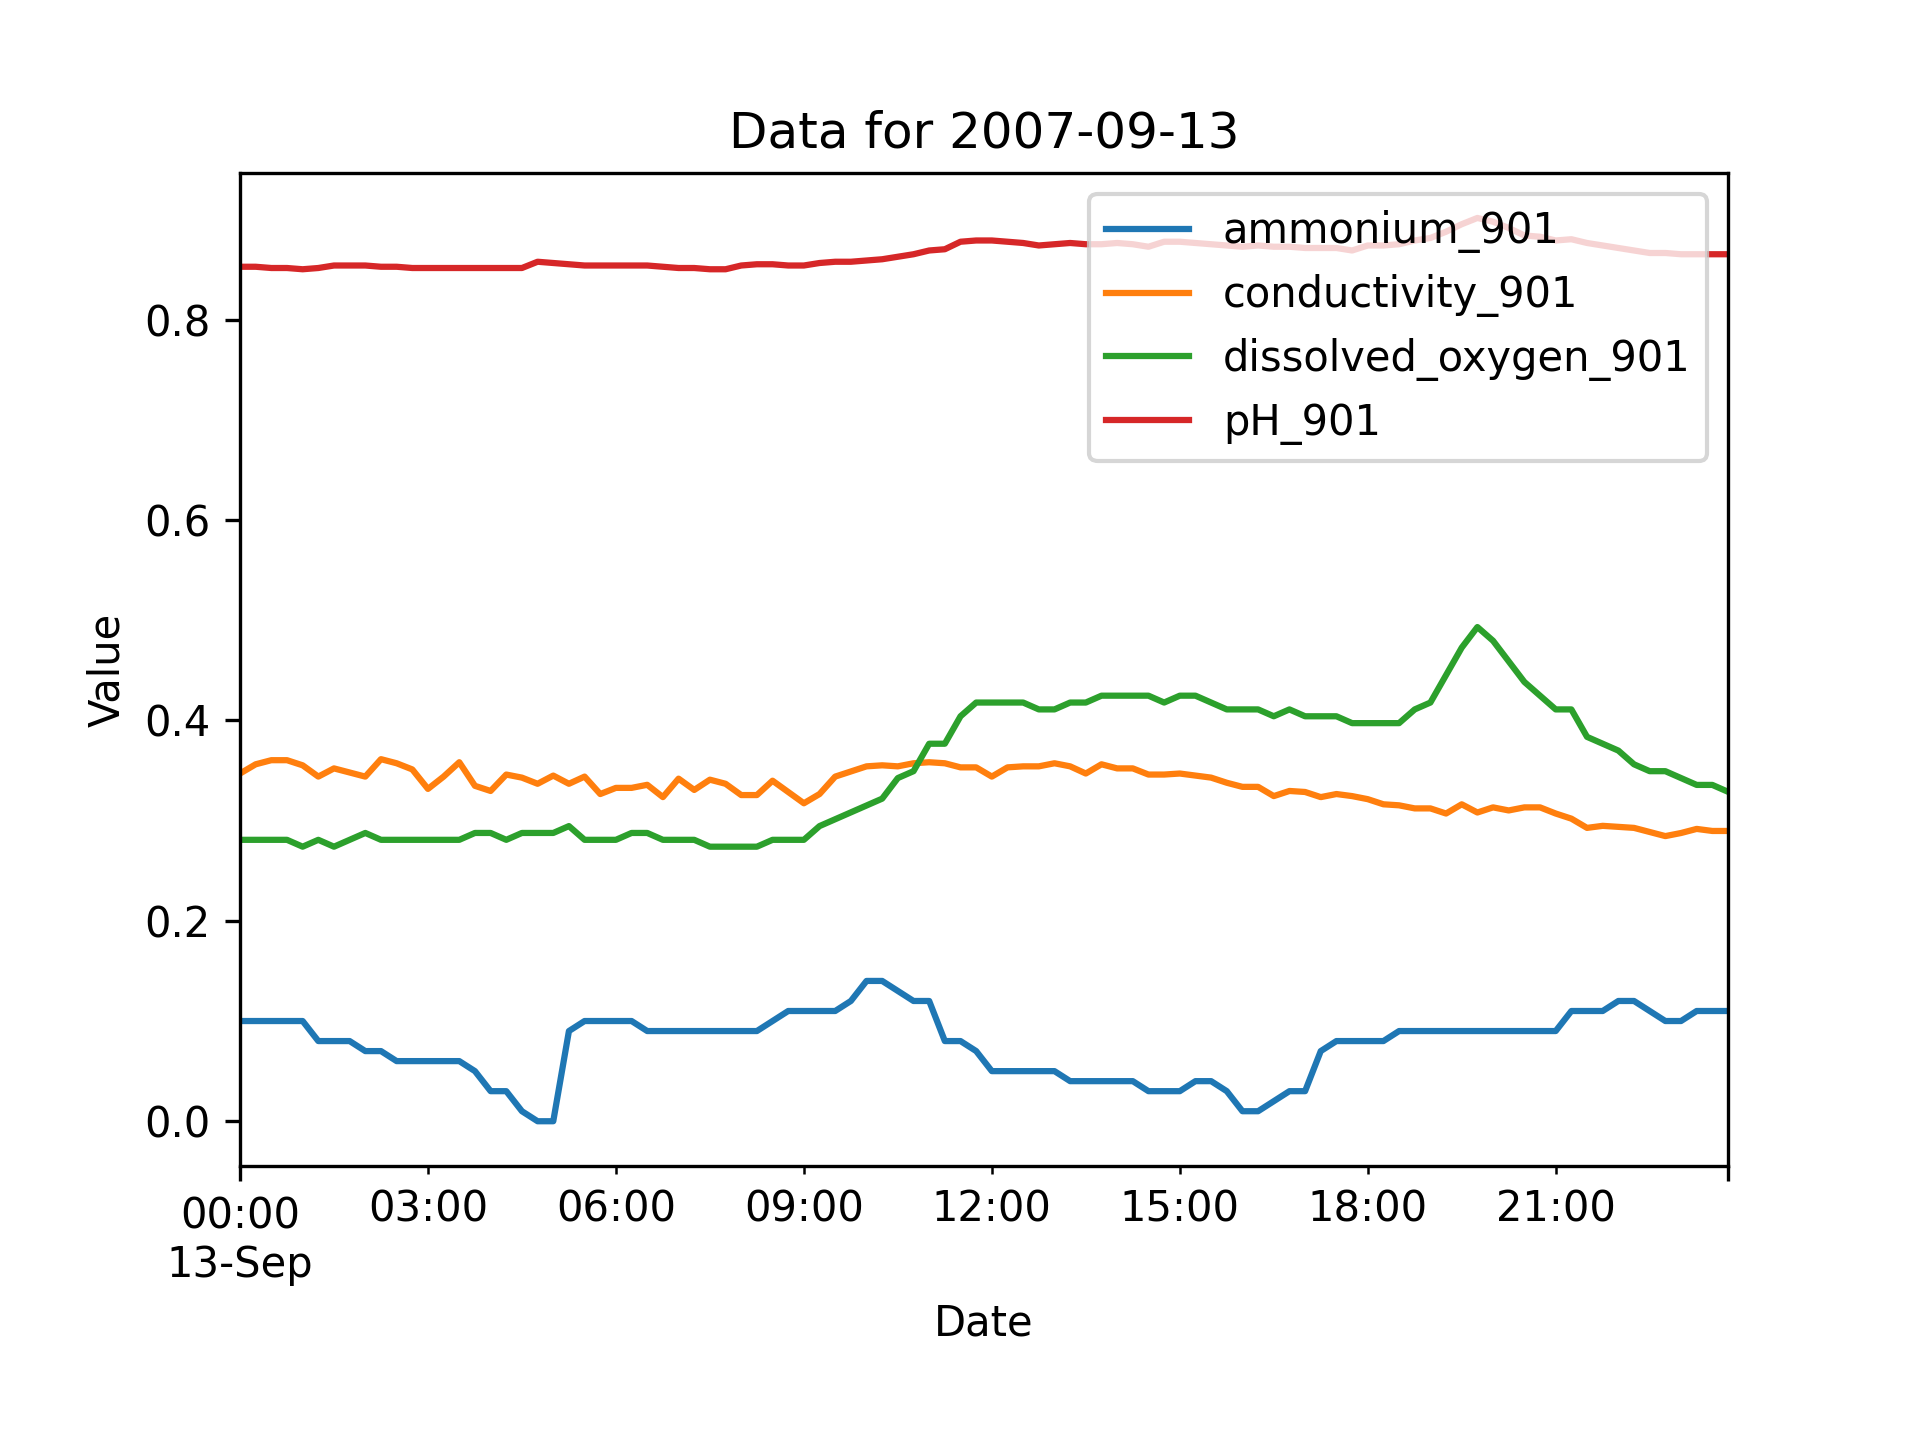 Data for 2007-09-13
ammonium_901
conductivity_901
dissolved_oxygen_901
pH_901
Value
0.8
0.6
0.4
0.2
0.0
00:00 03:00 06:00 09:00 12:00 15:00 18:00 21:00
13-Sep
Date